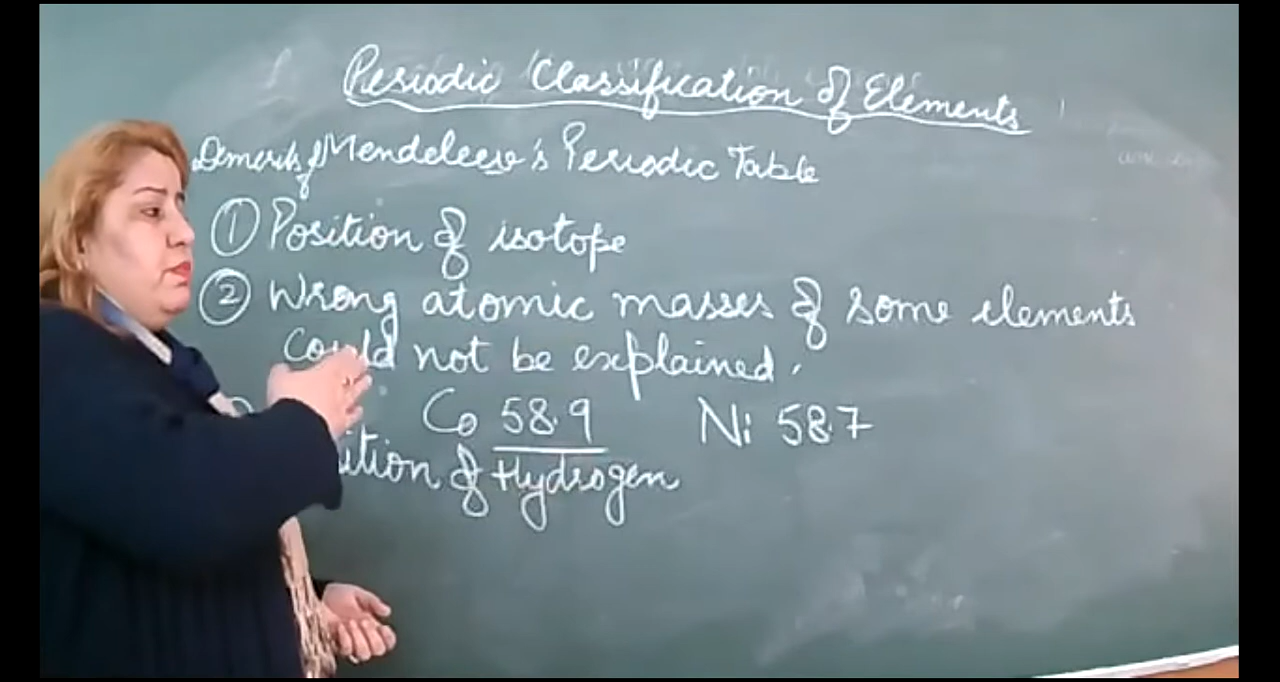 Periodic Classification of Elements
Demerits of Mendeleev's Periodic Table
① Position of isotope
② Wrong atomic masses of some elements
could not be explained.
Co 58.9 Ni 58.7
ition of Hydrogen